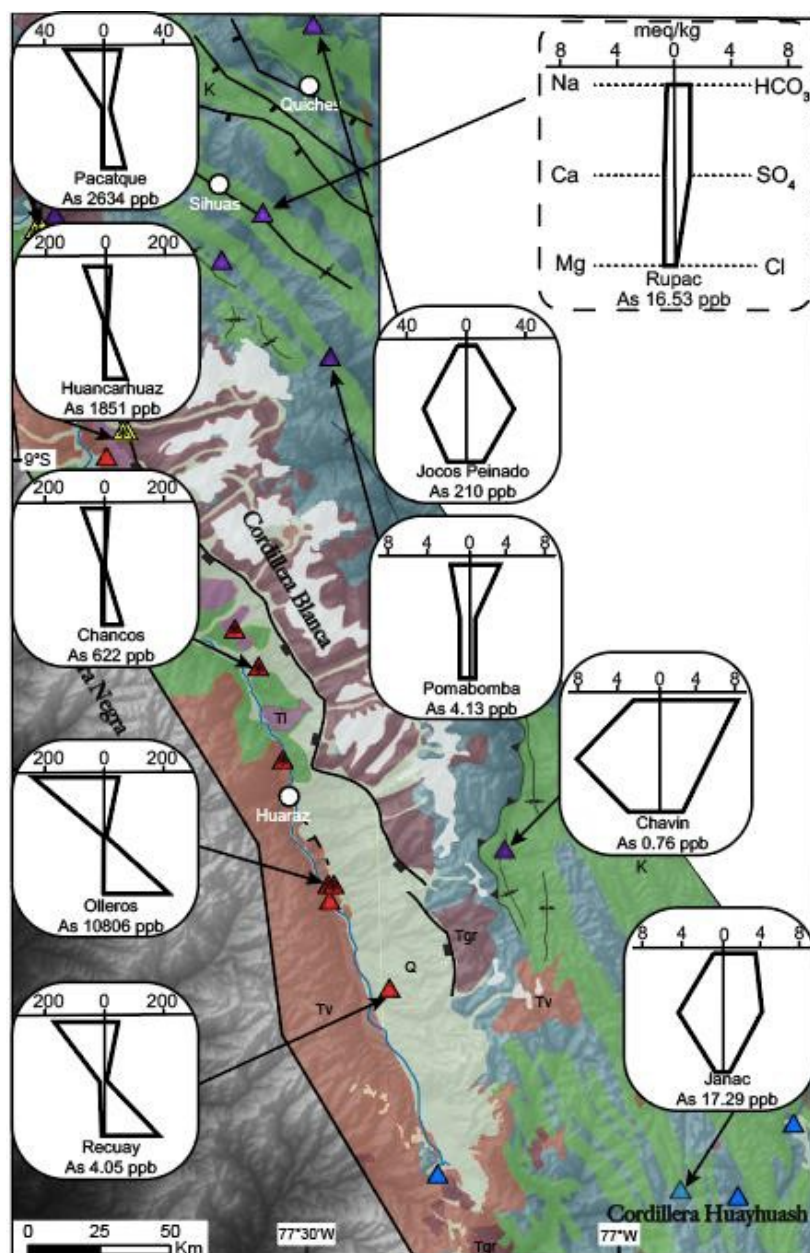 40 0 40
Pacatque
As 2634 ppb
K
Quiches
Sihuas
meq/kg
8 4 0 4 8
Na HCO3
Ca SO4
Mg Cl
Rupac
As 16.53 ppb
200 0 200
Huancarhuaz
As 1851 ppb
9°S
40 0 40
Jocos Peinado
As 210 ppb
200 0 200
Chancos
As 622 ppb
Cordillera Blanca
8 4 0 4 8
Pomabomba
As 4.13 ppb
ra Negra
Tl
8 4 0 4 8
Chavin
As 0.76 ppb
K
200 0 200
Olleros
As 10806 ppb
Huaraz
Tgr
Q
Tv
Tv
8 4 0 4 8
Janac
As 17.29 ppb
200 0 200
Recuay
As 4.05 ppb
Cordillera Huayhuash
0 25 50
Km
77°30'W
77°W
Tgr